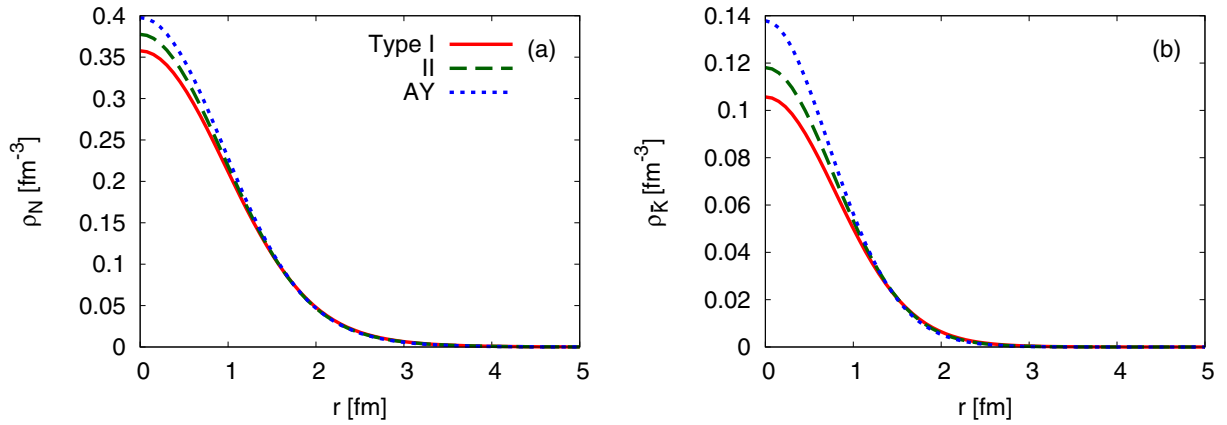 0.4
0.35
0.3
0.25
0.2
0.15
0.1
0.05
0
ρN [fm-3]
Type I
II
AY
(a)
0 1 2 3 4 5
r [fm]
0.14
0.12
0.1
0.08
0.06
0.04
0.02
0
ρK̄ [fm-3]
(b)
0 1 2 3 4 5
r [fm]